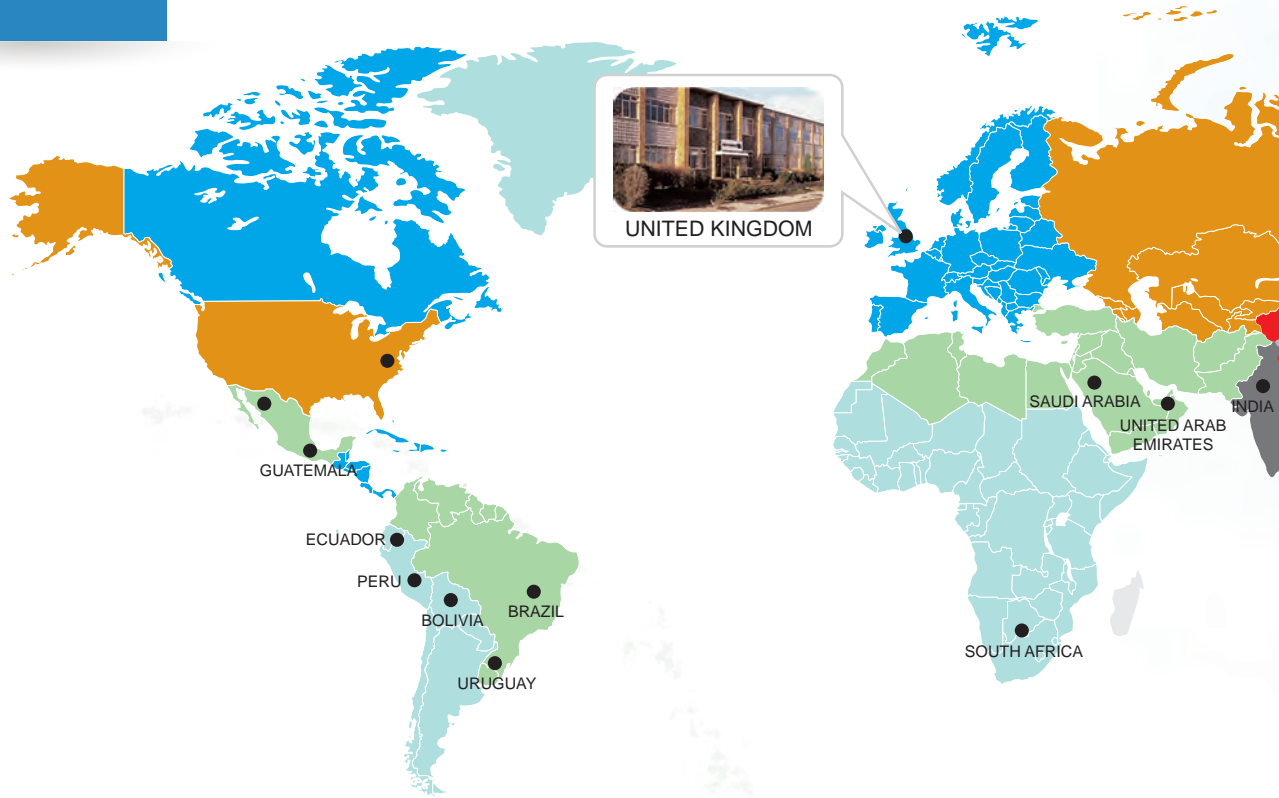 UNITED KINGDOM
SAUDI ARABIA
UNITED ARAB
EMIRATES
INDIA
GUATEMALA
ECUADOR
PERU
BOLIVIA
BRAZIL
URUGUAY
SOUTH AFRICA